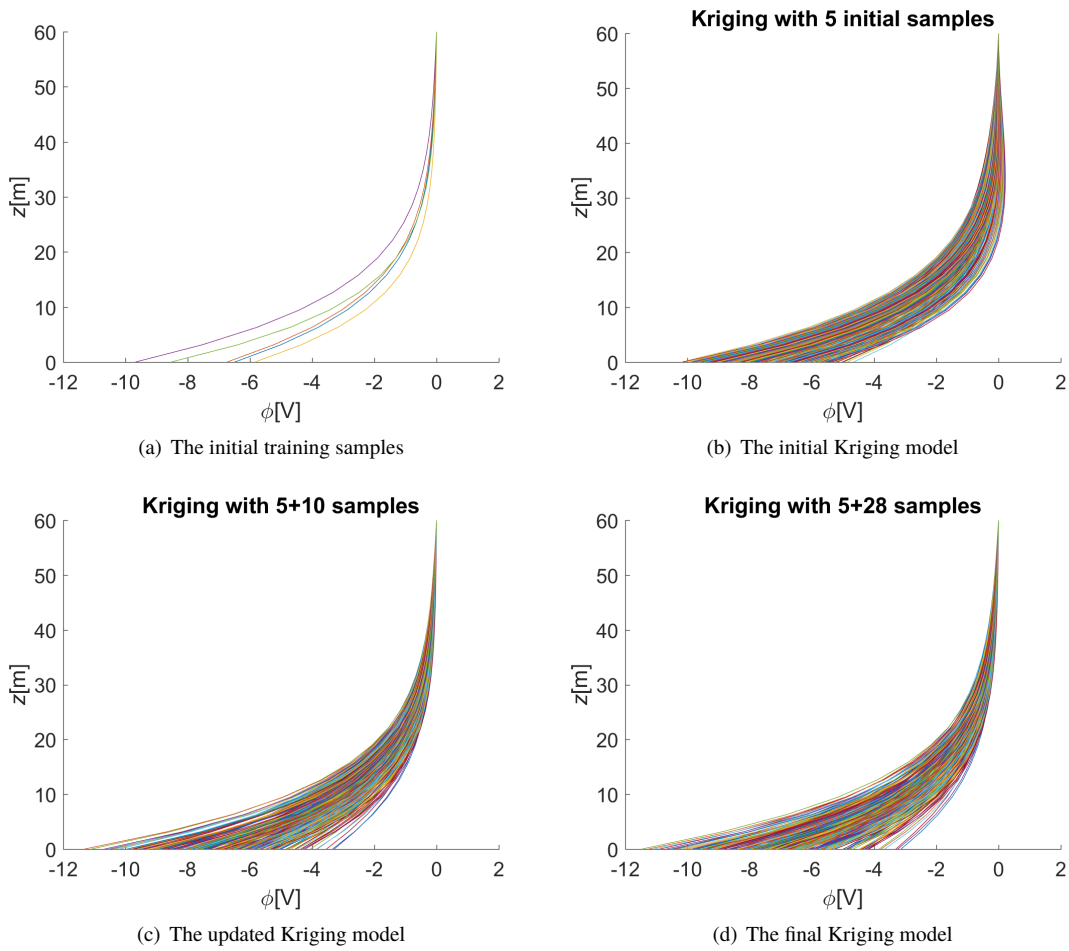 60
50
40
30
20
10
0
z[m]
-12 -10 -8 -6 -4 -2 0 2
ϕ[V]
(a) The initial training samples
Kriging with 5 initial samples
60
50
40
30
20
10
0
z[m]
-12 -10 -8 -6 -4 -2 0 2
ϕ[V]
(b) The initial Kriging model
Kriging with 5+10 samples
60
50
40
30
20
10
0
z[m]
-12 -10 -8 -6 -4 -2 0 2
ϕ[V]
(c) The updated Kriging model
Kriging with 5+28 samples
60
50
40
30
20
10
0
z[m]
-12 -10 -8 -6 -4 -2 0 2
ϕ[V]
(d) The final Kriging model